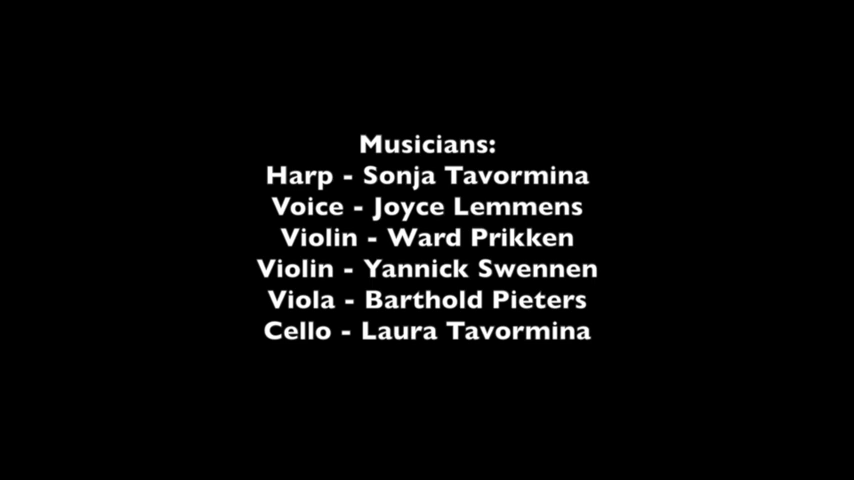 Musicians:
Harp - Sonja Tavormina
Voice - Joyce Lemmens
Violin - Ward Prikken
Violin - Yannick Swennen
Viola - Barthold Pieters
Cello - Laura Tavormina